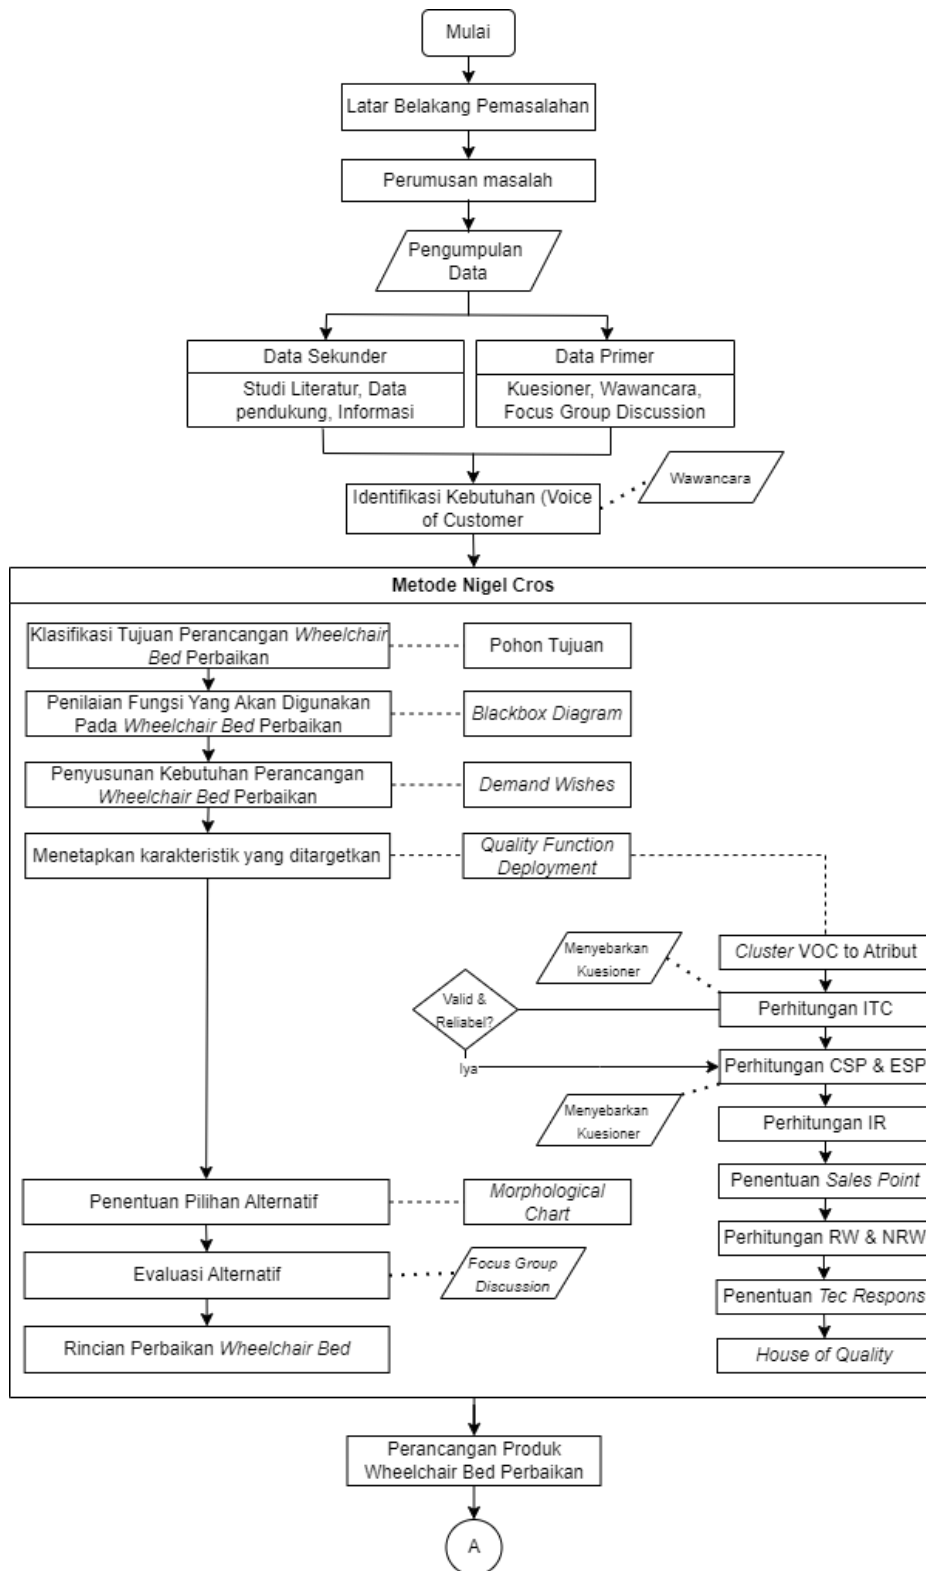 Mulai
Latar Belakang Pemasalahan
Perumusan masalah
Pengumpulan
Data
Data Sekunder
Studi Literatur, Data
pendukung, Informasi
Data Primer
Kuesioner, Wawancara,
Focus Group Discussion
Identifikasi Kebutuhan (Voice
of Customer
Wawancara
Metode Nigel Cros
Klasifikasi Tujuan Perancangan Wheelchair
Bed Perbaikan
Pohon Tujuan
Penilaian Fungsi Yang Akan Digunakan
Pada Wheelchair Bed Perbaikan
Blackbox Diagram
Penyusunan Kebutuhan Perancangan
Wheelchair Bed Perbaikan
Demand Wishes
Menetapkan karakteristik yang ditargetkan
Quality Function
Deployment
Cluster VOC to Atribut
Menyebarkan
Kuesioner
Valid &
Reliabel?
Perhitungan ITC
Iya
Perhitungan CSP & ESP
Menyebarkan
Kuesioner
Perhitungan IR
Penentuan Sales Point
Perhitungan RW & NRW
Penentuan Tec Respons
House of Quality
Penentuan Pilihan Alternatif
Morphological
Chart
Evaluasi Alternatif
Focus Group
Discussion
Rincian Perbaikan Wheelchair Bed
Perancangan Produk
Wheelchair Bed Perbaikan
A